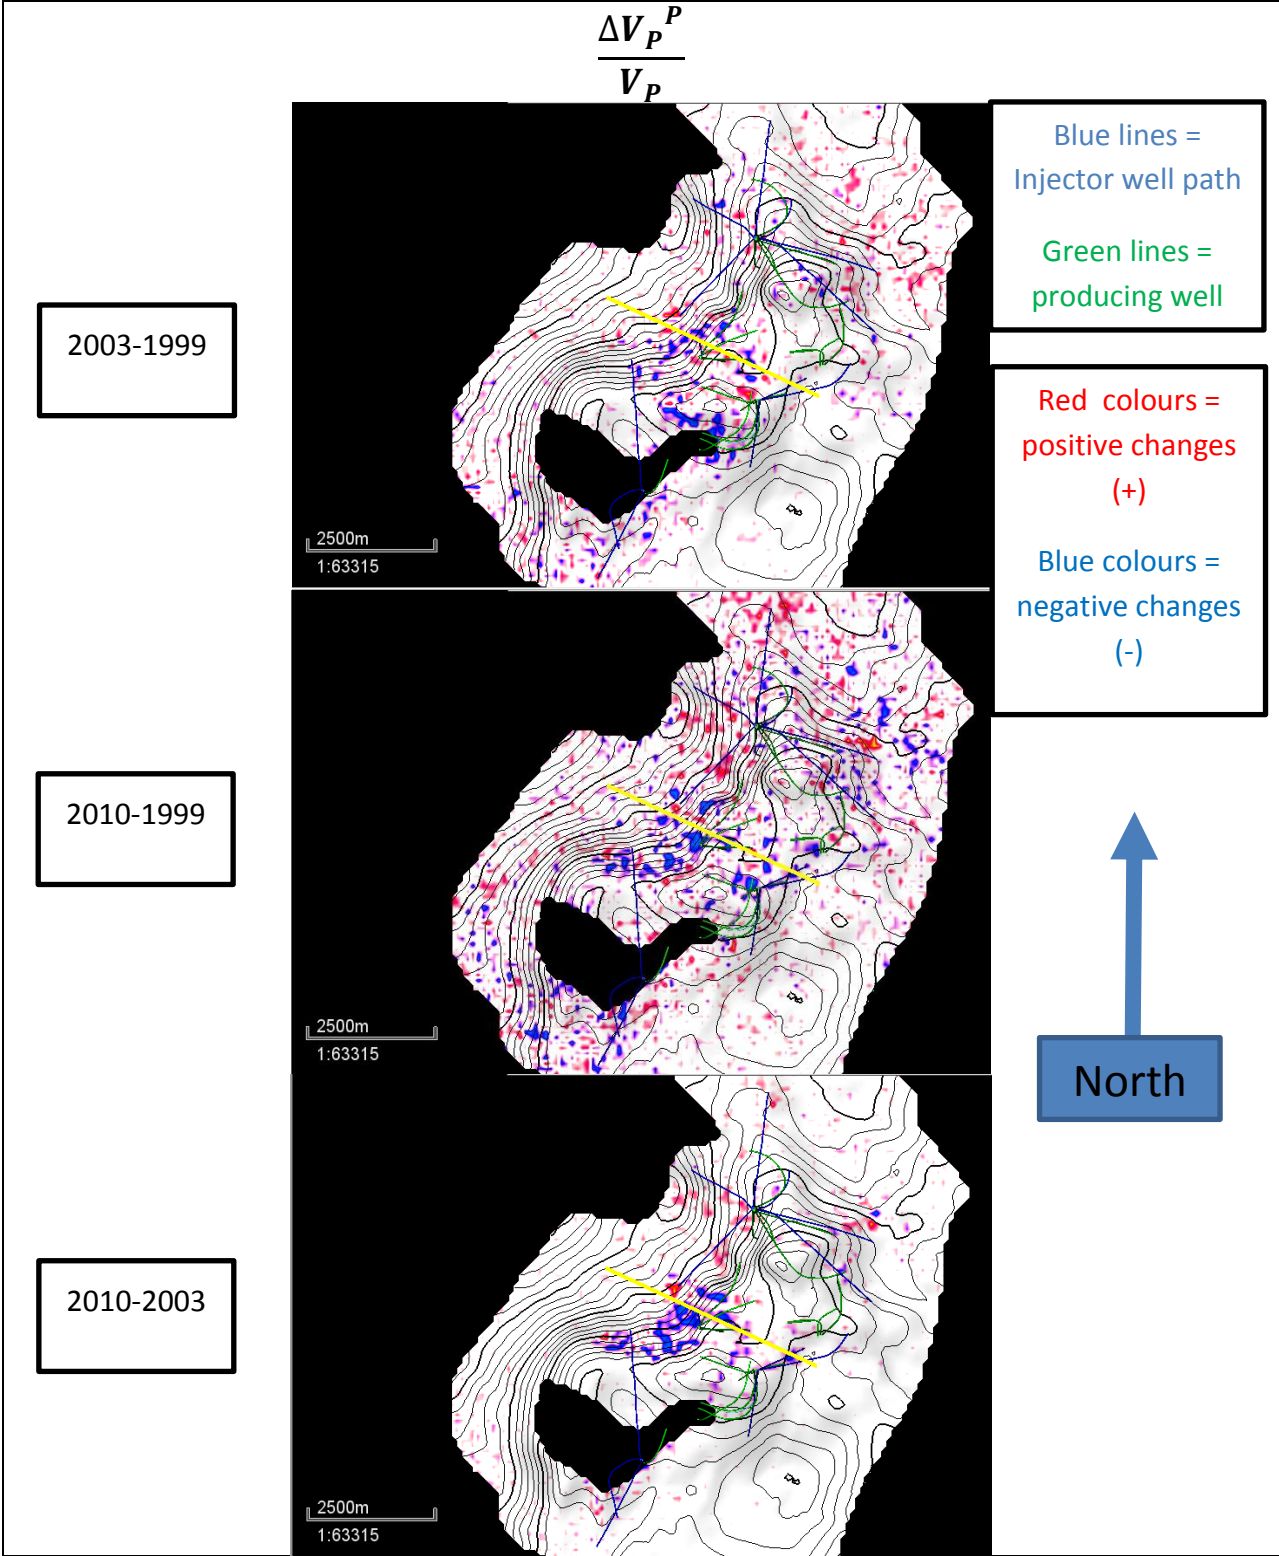 ΔV_P^P
V_P
Blue lines =
Injector well path
Green lines =
producing well
2003-1999
Red colours =
positive changes
(+)
Blue colours =
negative changes
(-)
2500m
1:63315
2010-1999
2500m
1:63315
North
2010-2003
2500m
1:63315